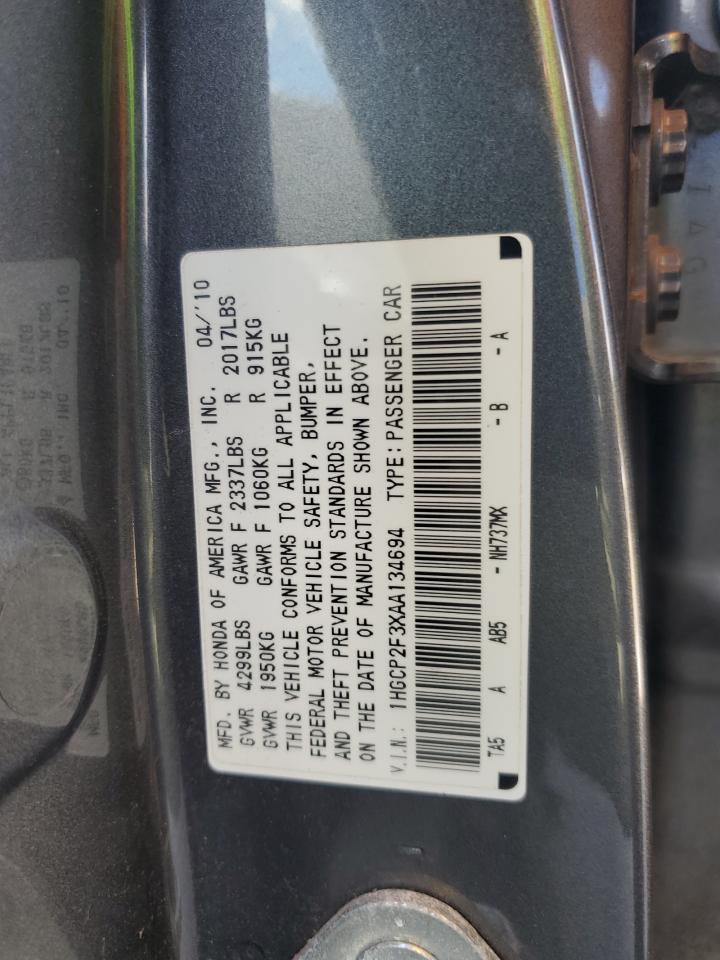 MFD. BY HONDA OF AMERICA MFG., INC. 04/'10
GVWR 4299LBS GAWR F 2337LBS R 2017LBS
GVWR 1950KG GAWR F 1060KG R 915KG
THIS VEHICLE CONFORMS TO ALL APPLICABLE
FEDERAL MOTOR VEHICLE SAFETY, BUMPER,
AND THEFT PREVENTION STANDARDS IN EFFECT
ON THE DATE OF MANUFACTURE SHOWN ABOVE.
V.I.N.: 1HGCP2F3XAA134694 TYPE: PASSENGER CAR
TA5 A AB5 - NH737MX - B - A